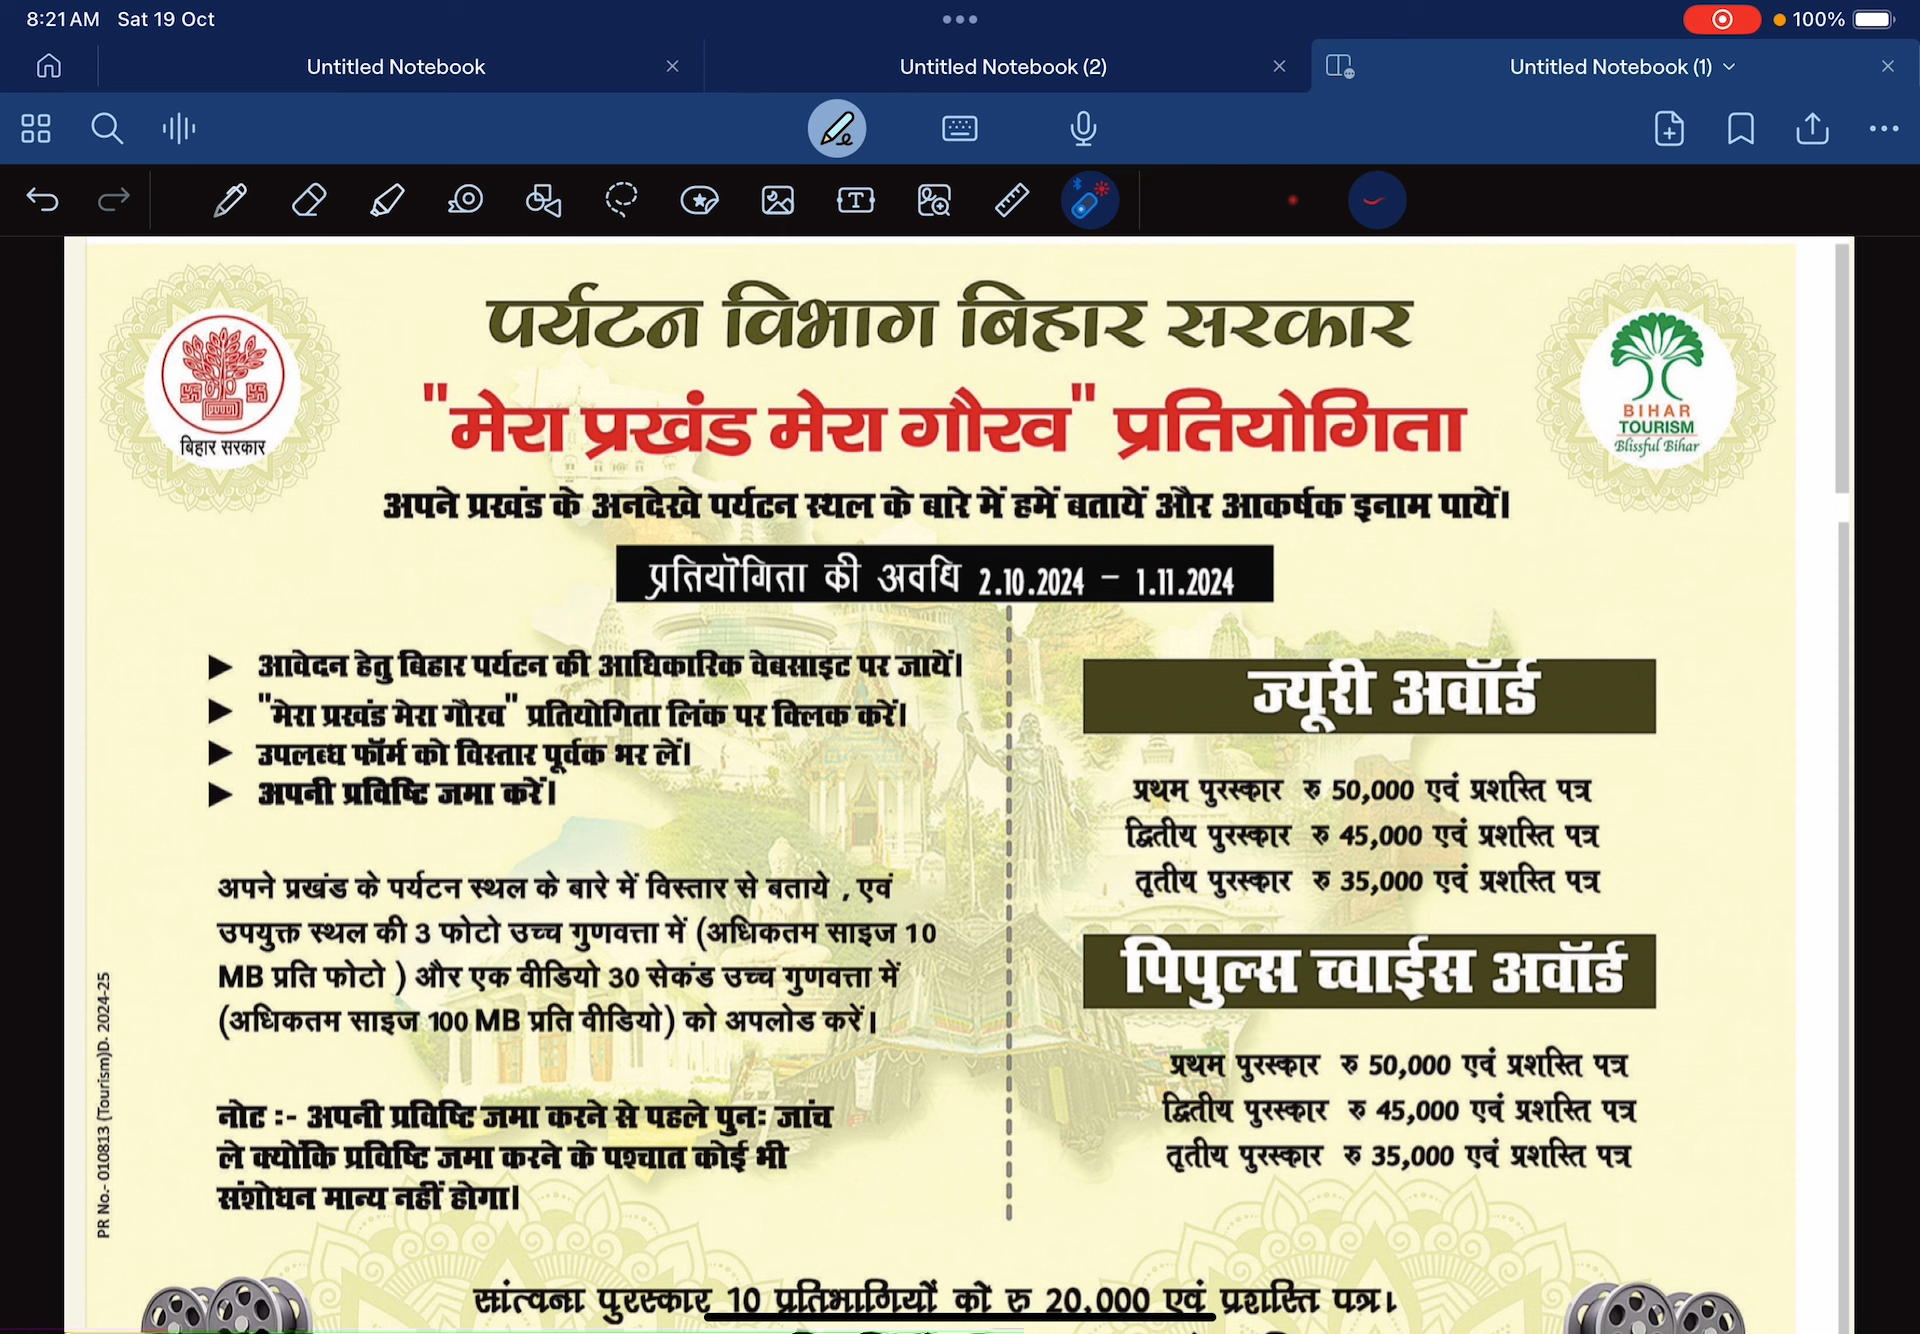 8:21 AM Sat 19 Oct
100%
Untitled Notebook
Untitled Notebook (2)
Untitled Notebook (1)
पर्यटन विभाग बिहार सरकार
"मेरा प्रखंड मेरा गौरव" प्रतियोगिता
बिहार सरकार
BIHAR
TOURISM
Blissful Bihar
अपने प्रखंड के अनदेखे पर्यटन स्थल के बारे में हमें बतायें और आकर्षक इनाम पायें।
प्रतियोगिता की अवधि 2.10.2024 – 1.11.2024
आवेदन हेतु बिहार पर्यटन की आधिकारिक वेबसाइट पर जायें।
"मेरा प्रखंड मेरा गौरव" प्रतियोगिता लिंक पर क्लिक करें।
उपलब्ध फॉर्म को विस्तार पूर्वक भर लें।
अपनी प्रविष्टि जमा करें।
अपने प्रखंड के पर्यटन स्थल के बारे में विस्तार से बताये , एवं
उपयुक्त स्थल की 3 फोटो उच्च गुणवत्ता में (अधिकतम साइज 10
MB प्रति फोटो ) और एक वीडियो 30 सेकंड उच्च गुणवत्ता में
(अधिकतम साइज 100 MB प्रति वीडियो) को अपलोड करें।
नोट :- अपनी प्रविष्टि जमा करने से पहले पुनः जांच
ले क्योंकि प्रविष्टि जमा करने के पश्चात कोई भी
संशोधन मान्य नहीं होगा।
ज्यूरी अवॉर्ड
प्रथम पुरस्कार रु 50,000 एवं प्रशस्ति पत्र
द्वितीय पुरस्कार रु 45,000 एवं प्रशस्ति पत्र
तृतीय पुरस्कार रु 35,000 एवं प्रशस्ति पत्र
पिपुल्स च्वाईस अवॉर्ड
प्रथम पुरस्कार रु 50,000 एवं प्रशस्ति पत्र
द्वितीय पुरस्कार रु 45,000 एवं प्रशस्ति पत्र
तृतीय पुरस्कार रु 35,000 एवं प्रशस्ति पत्र
PR No.- 010813 (Tourism)D. 2024-25
सांत्वना पुरस्कार 10 प्रतिभागियों को रु 20,000 एवं प्रशस्ति पत्र।